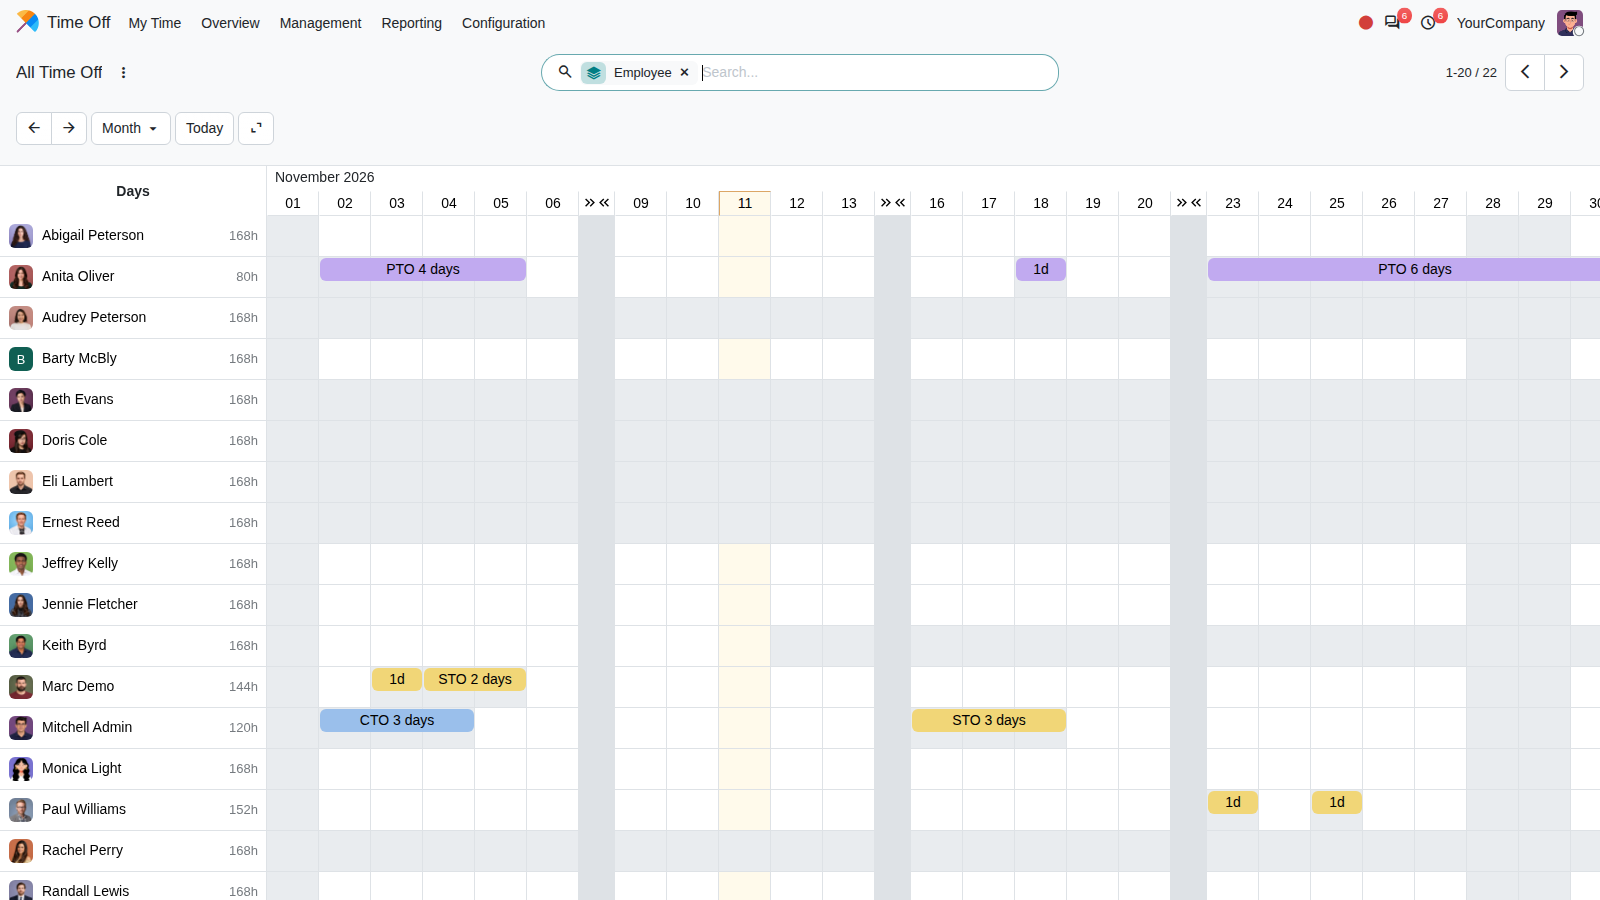 Time Off My Time Overview Management Reporting Configuration 6 6 YourCompany
All Time Off Employee × Search... 1-20 / 22
Month Today
Days November 2026
01 02 03 04 05 06 09 10 11 12 13 16 17 18 19 20 23 24 25 26 27 28 29 30
Abigail Peterson 168h
Anita Oliver 80h PTO 4 days 1d PTO 6 days
Audrey Peterson 168h
B Barty McBly 168h
Beth Evans 168h
Doris Cole 168h
Eli Lambert 168h
Ernest Reed 168h
Jeffrey Kelly 168h
Jennie Fletcher 168h
Keith Byrd 168h
Marc Demo 144h 1d STO 2 days
Mitchell Admin 120h CTO 3 days STO 3 days
Monica Light 168h
Paul Williams 152h 1d 1d
Rachel Perry 168h
Randall Lewis 168h